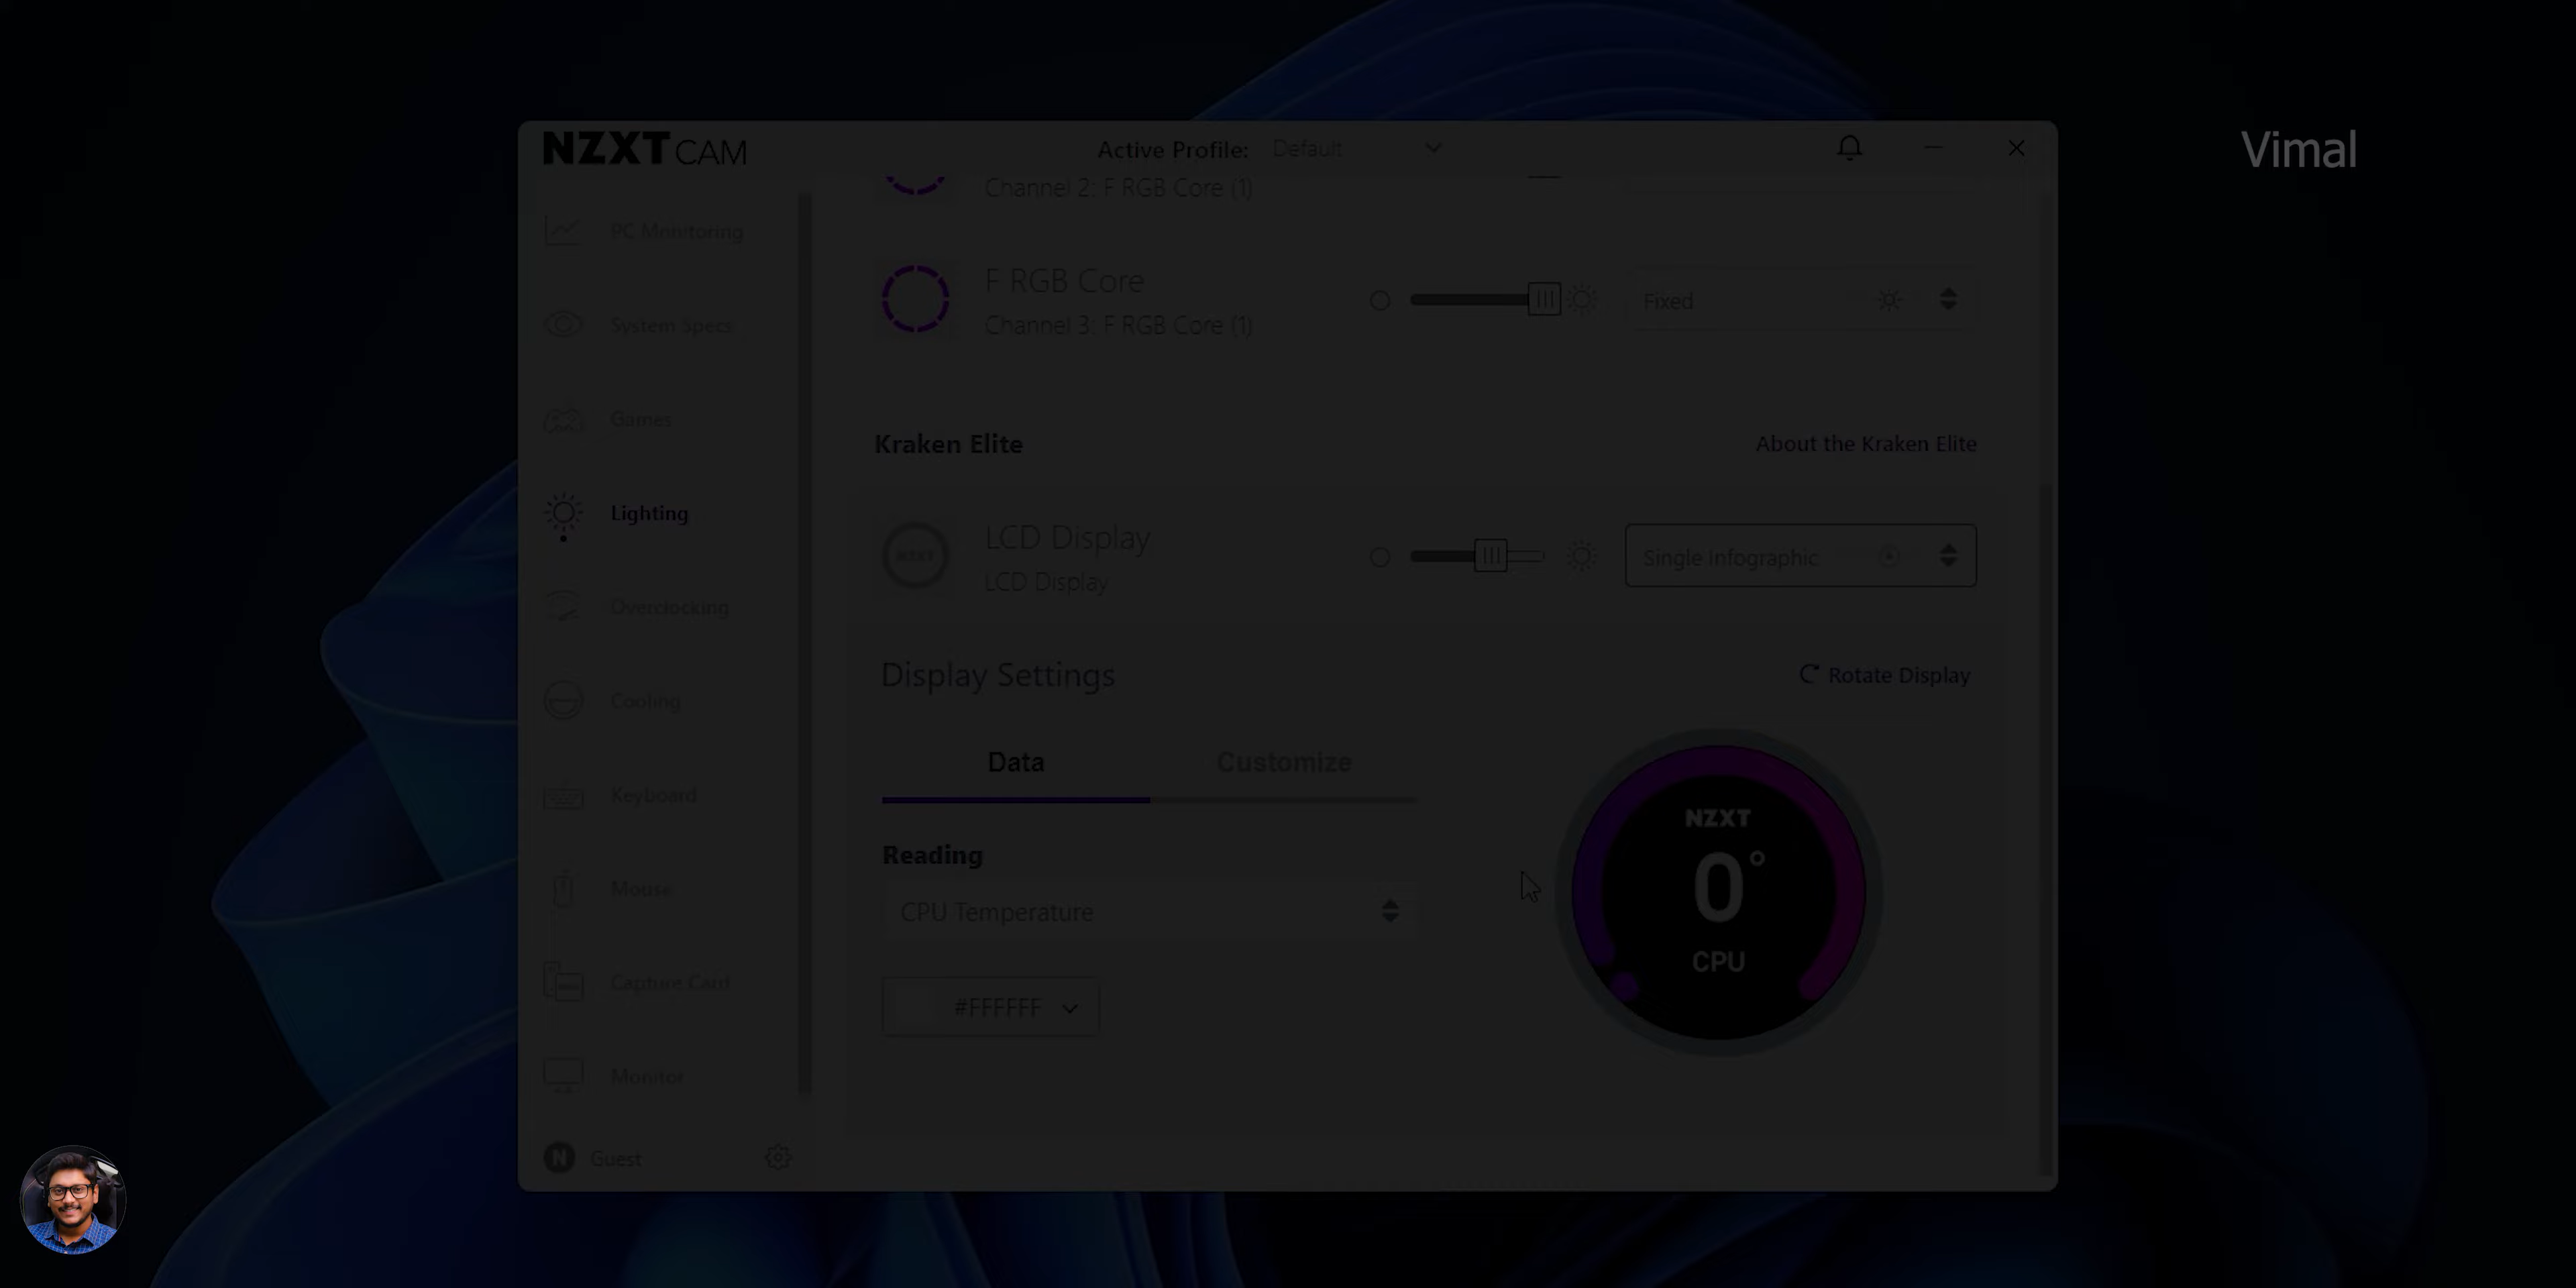 NZXT CAM
Active Profile: Default
Vimal
PC Monitoring
System Specs
Games
Lighting
Overclocking
Cooling
Keyboard
Mouse
Capture Card
Monitor
N Guest
Channel 2: F RGB Core (1)
F RGB Core
Channel 3: F RGB Core (1)
Fixed
Kraken Elite
About the Kraken Elite
NZXT
LCD Display
LCD Display
Single Infographic
Display Settings
Rotate Display
Data
Customize
Reading
CPU Temperature
#FFFFFF
NZXT
0°
CPU